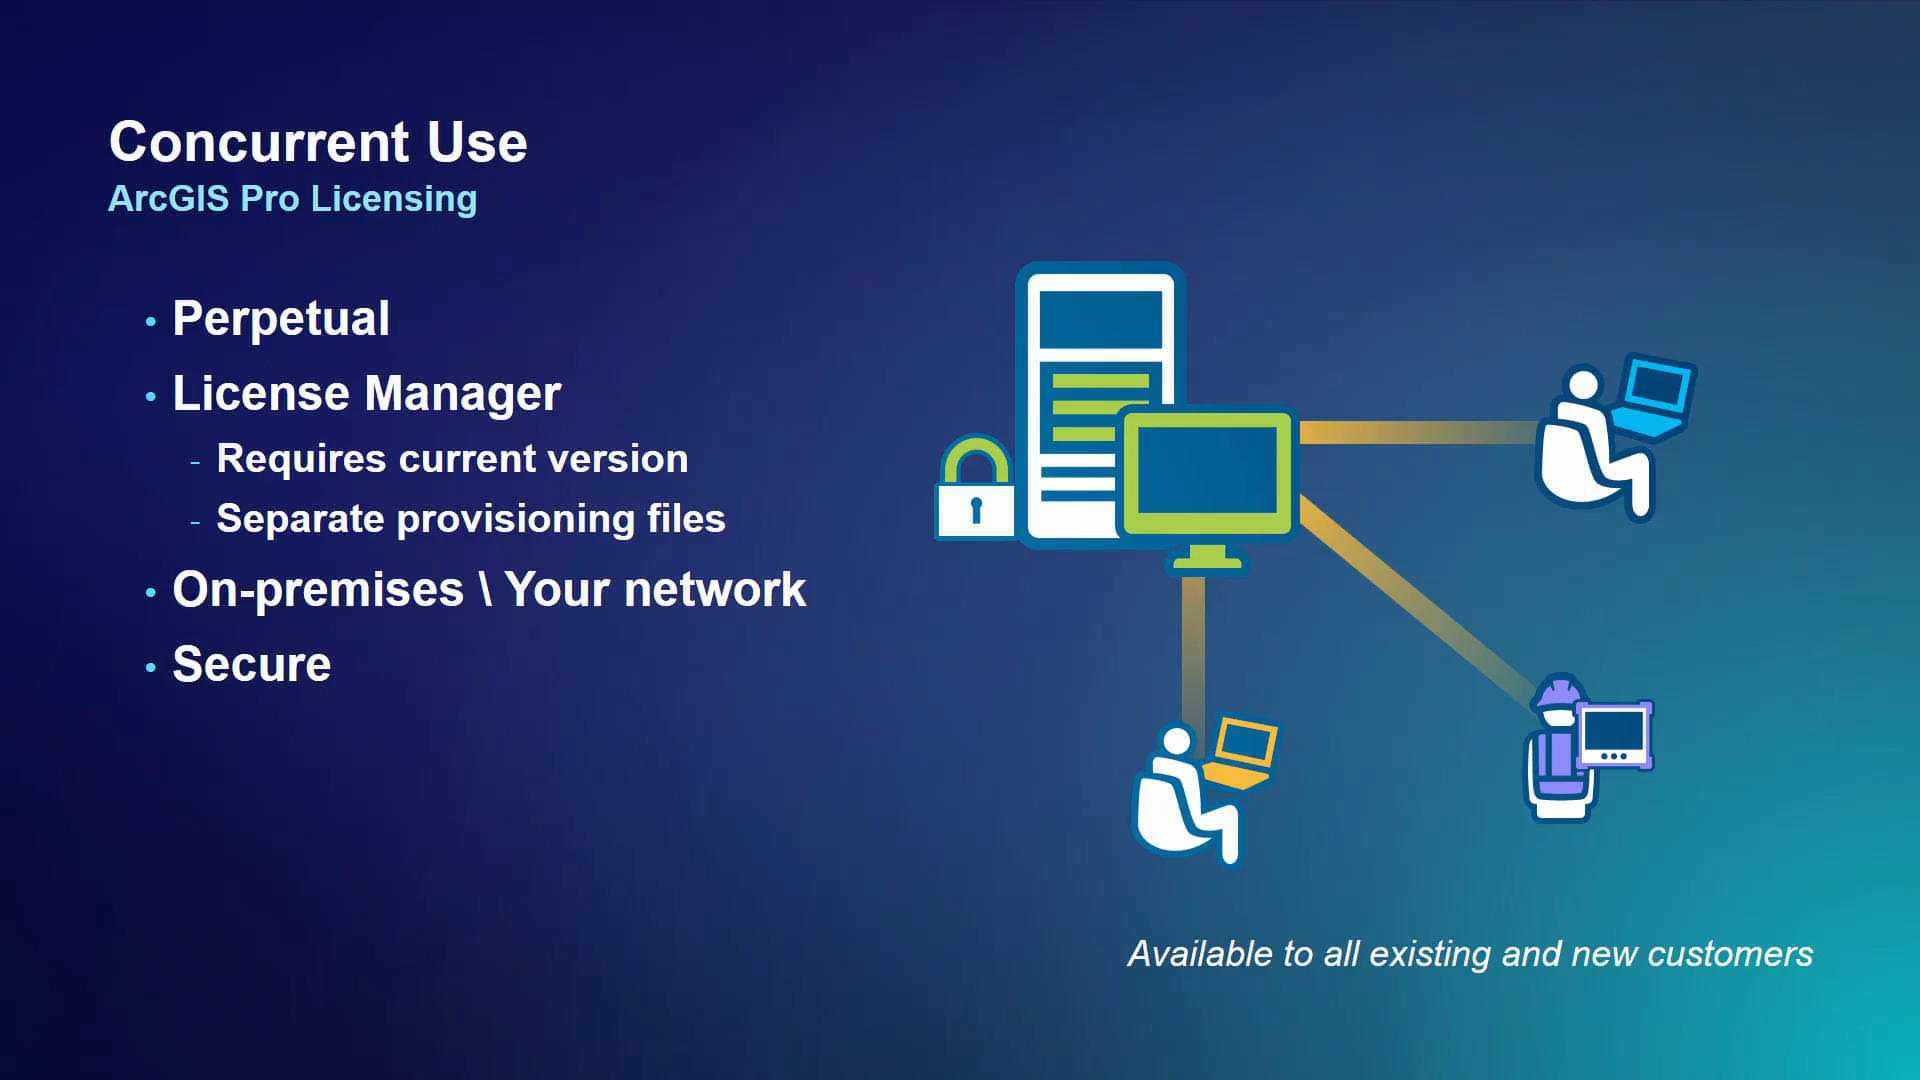 Concurrent Use
ArcGIS Pro Licensing
• Perpetual
• License Manager
- Requires current version
- Separate provisioning files
• On-premises \ Your network
• Secure
Available to all existing and new customers